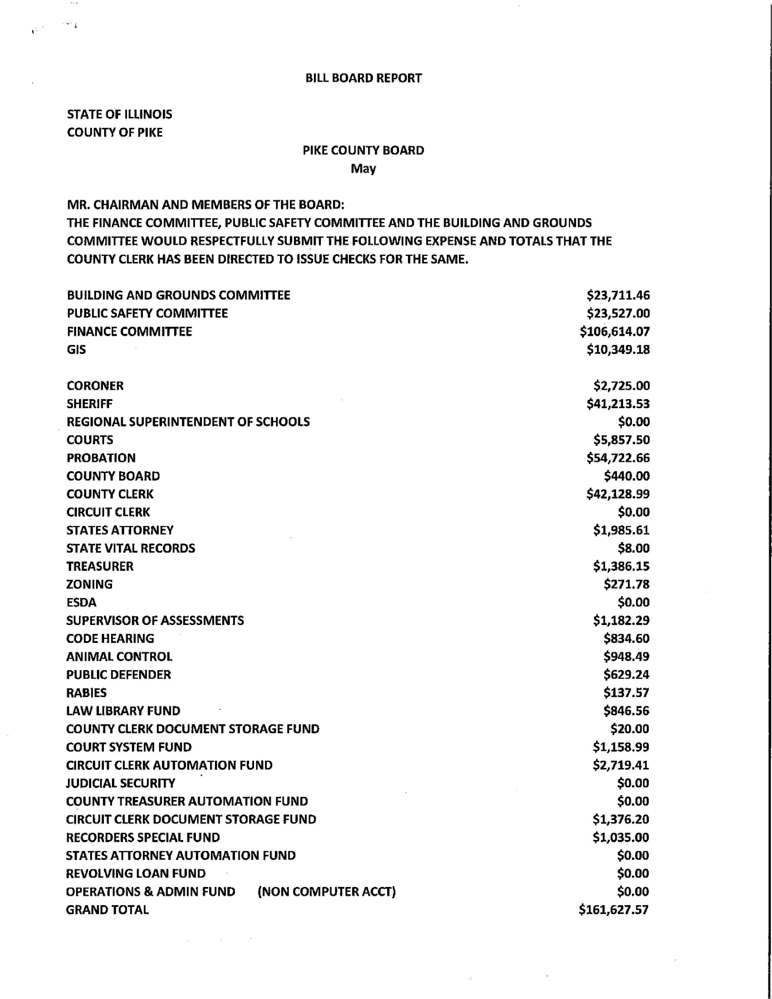 BILL BOARD REPORT
STATE OF ILLINOIS
COUNTY OF PIKE
PIKE COUNTY BOARD
May
MR. CHAIRMAN AND MEMBERS OF THE BOARD:
THE FINANCE COMMITTEE, PUBLIC SAFETY COMMITTEE AND THE BUILDING AND GROUNDS
COMMITTEE WOULD RESPECTFULLY SUBMIT THE FOLLOWING EXPENSE AND TOTALS THAT THE
COUNTY CLERK HAS BEEN DIRECTED TO ISSUE CHECKS FOR THE SAME.
BUILDING AND GROUNDS COMMITTEE $23,711.46
PUBLIC SAFETY COMMITTEE $23,527.00
FINANCE COMMITTEE $106,614.07
GIS $10,349.18
CORONER $2,725.00
SHERIFF $41,213.53
REGIONAL SUPERINTENDENT OF SCHOOLS $0.00
COURTS $5,857.50
PROBATION $54,722.66
COUNTY BOARD $440.00
COUNTY CLERK $42,128.99
CIRCUIT CLERK $0.00
STATES ATTORNEY $1,985.61
STATE VITAL RECORDS $8.00
TREASURER $1,386.15
ZONING $271.78
ESDA $0.00
SUPERVISOR OF ASSESSMENTS $1,182.29
CODE HEARING $834.60
ANIMAL CONTROL $948.49
PUBLIC DEFENDER $629.24
RABIES $137.57
LAW LIBRARY FUND $846.56
COUNTY CLERK DOCUMENT STORAGE FUND $20.00
COURT SYSTEM FUND $1,158.99
CIRCUIT CLERK AUTOMATION FUND $2,719.41
JUDICIAL SECURITY $0.00
COUNTY TREASURER AUTOMATION FUND $0.00
CIRCUIT CLERK DOCUMENT STORAGE FUND $1,376.20
RECORDERS SPECIAL FUND $1,035.00
STATES ATTORNEY AUTOMATION FUND $0.00
REVOLVING LOAN FUND $0.00
OPERATIONS & ADMIN FUND (NON COMPUTER ACCT) $0.00
GRAND TOTAL $161,627.57